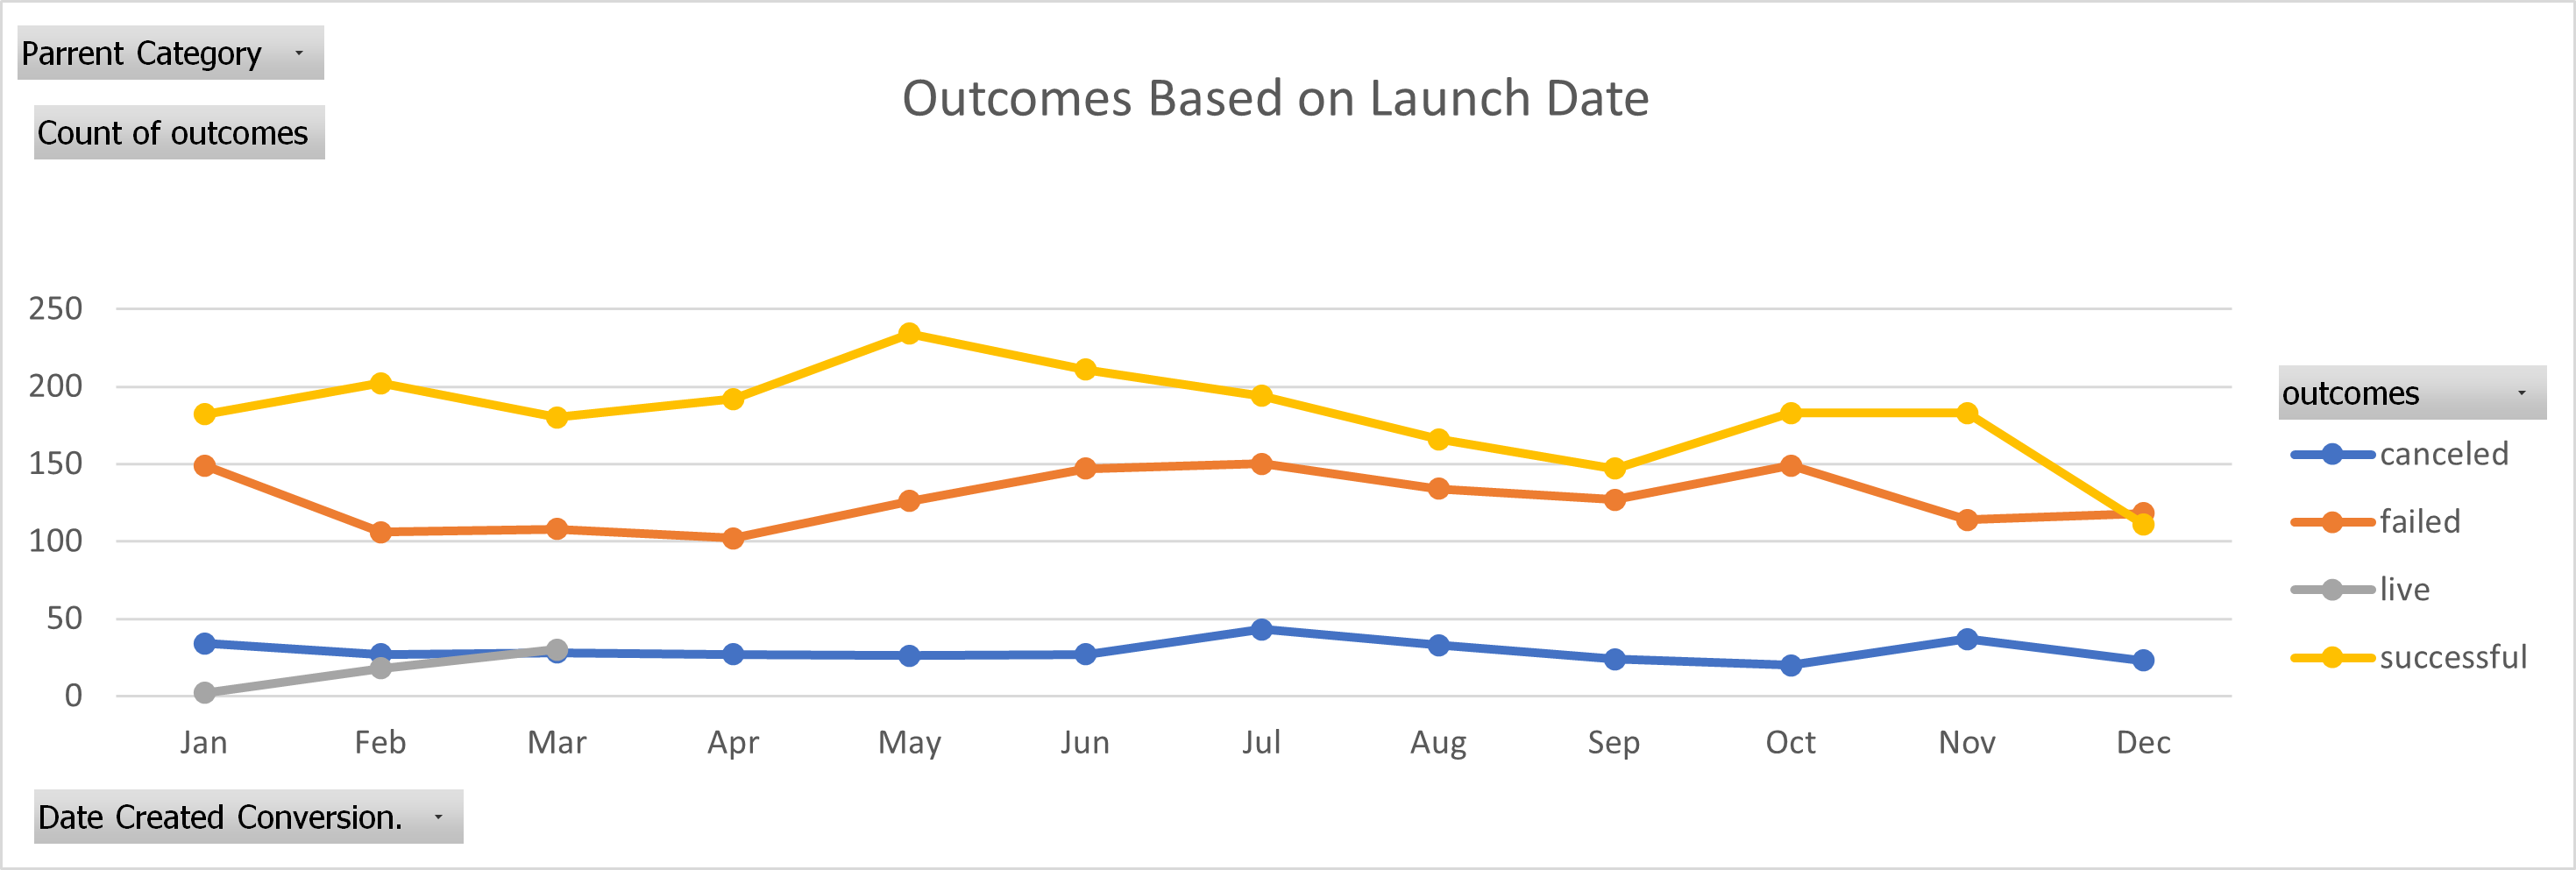 Parrent Category
Outcomes Based on Launch Date
Count of outcomes
250
200
150
100
50
0
Jan Feb Mar Apr May Jun Jul Aug Sep Oct Nov Dec
outcomes
canceled
failed
live
successful
Date Created Conversion.